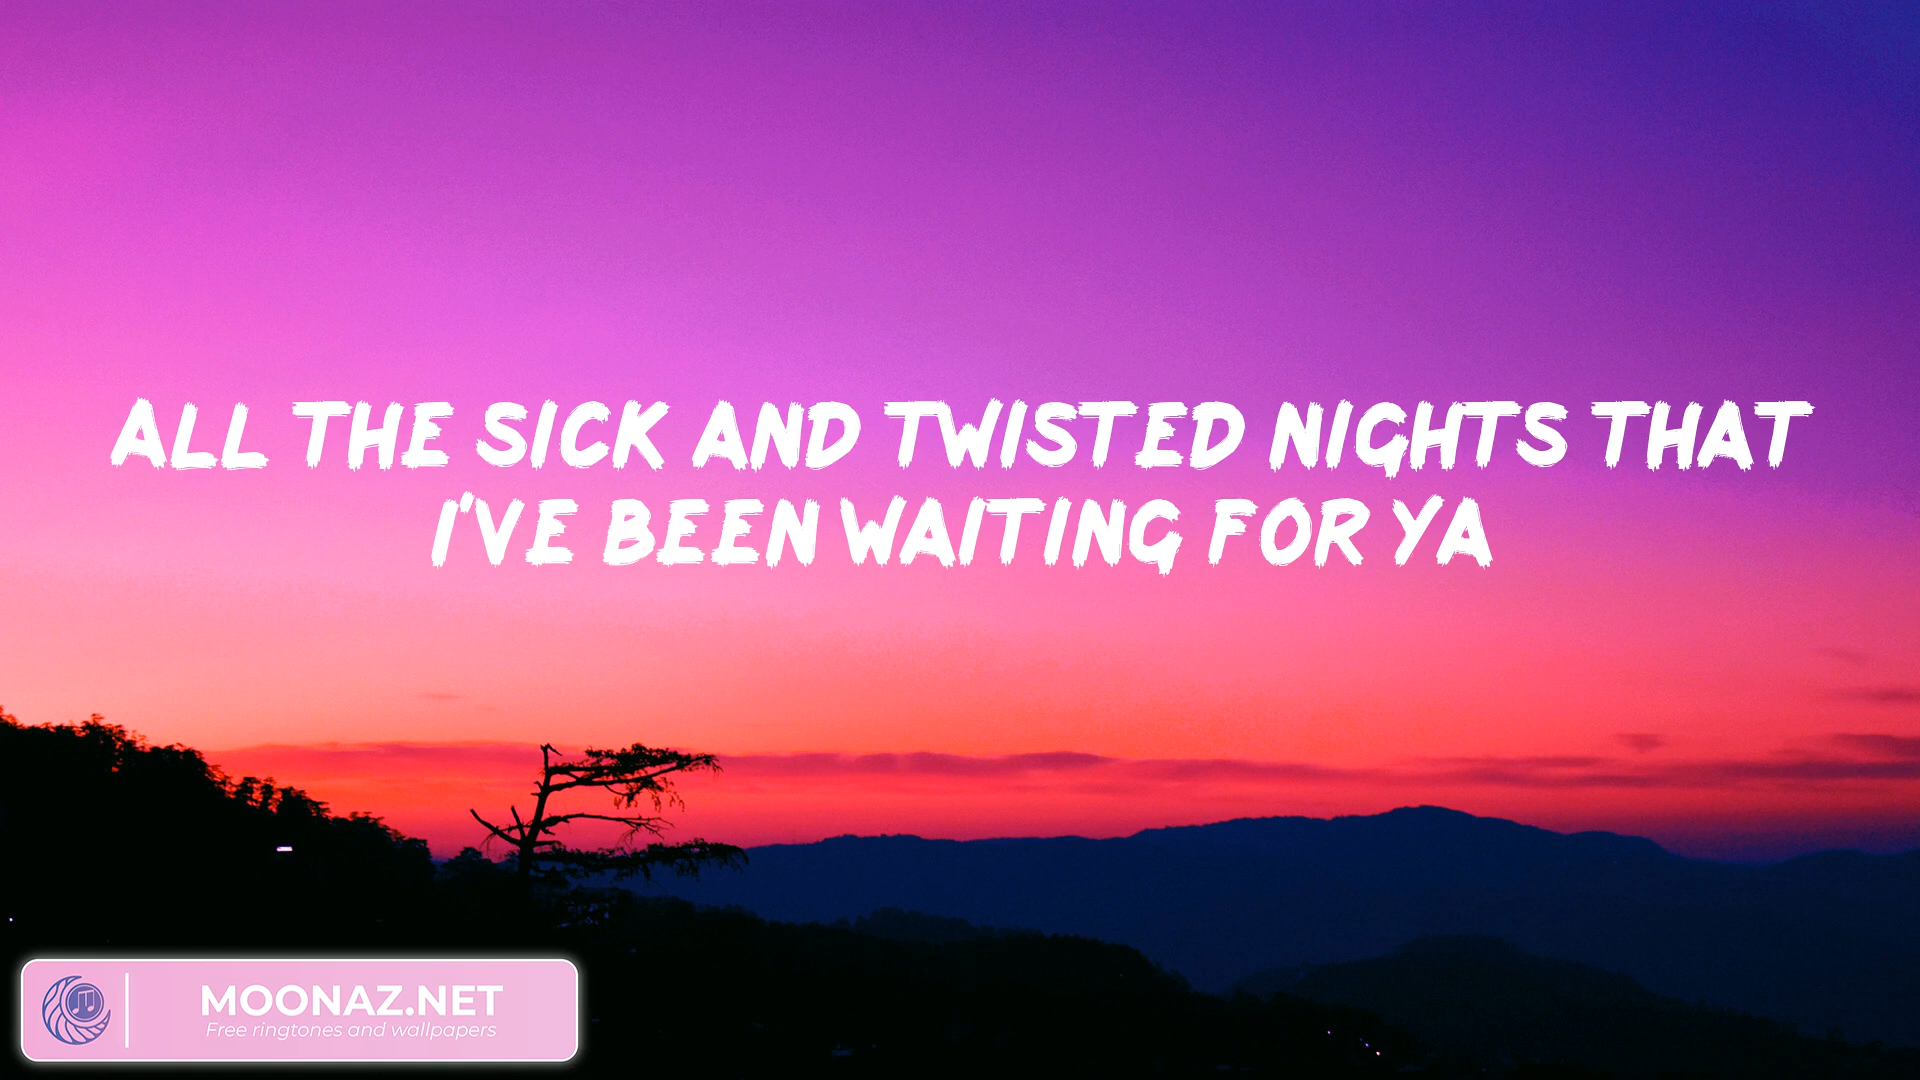 ALL THE SICK AND TWISTED NIGHTS THAT
I'VE BEEN WAITING FOR YA
MOONAZ.NET
Free ringtones and wallpapers